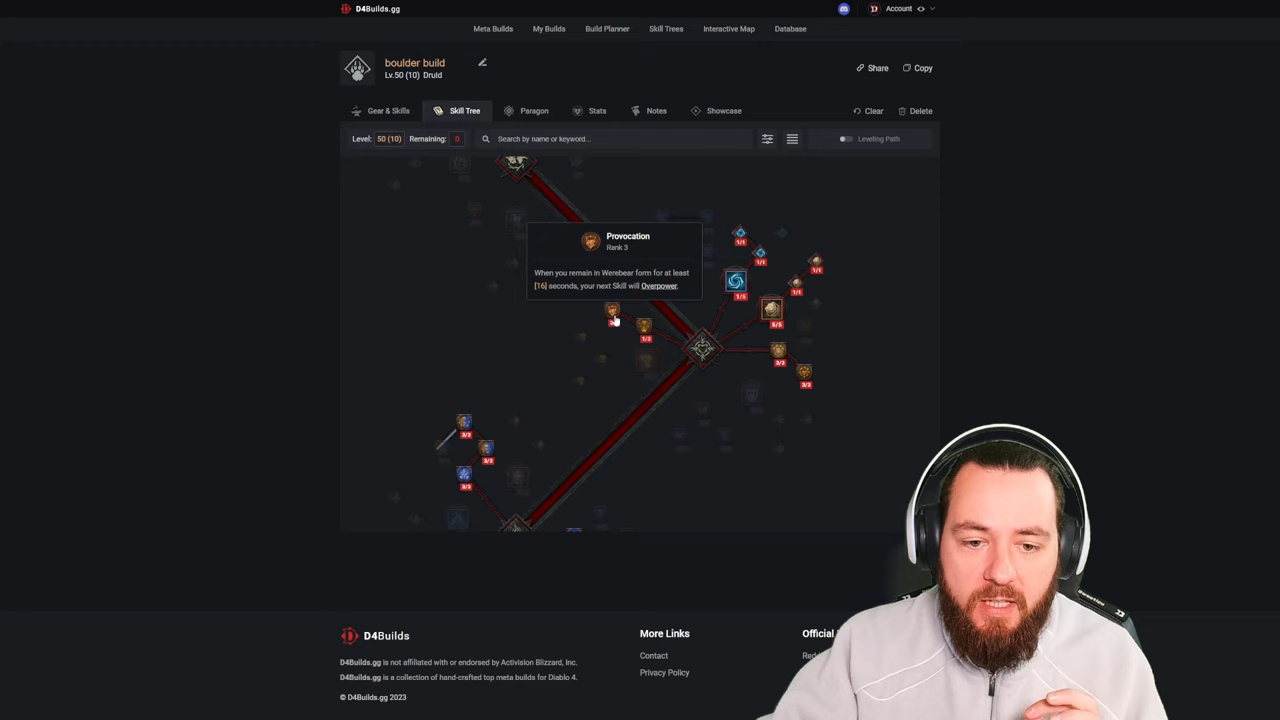 D4Builds.gg
Account
Meta Builds
My Builds
Build Planner
Skill Trees
Interactive Map
Database
boulder build
Lv.50 (10) Druid
Share
Copy
Gear & Skills
Skill Tree
Paragon
Stats
Notes
Showcase
Clear
Delete
Level: 50 (10) Remaining: 0
Search by name or keyword...
Leveling Path
Provocation
Rank 3
When you remain in Werebear form for at least
[16] seconds, your next Skill will Overpower.
1/1
1/1
1/1
1/5
1/1
5/5
1/3
3/3
3/3
3/3
3/3
3/3
D4Builds
D4Builds.gg is not affiliated with or endorsed by Activision Blizzard, Inc.
D4Builds.gg is a collection of hand-crafted top meta builds for Diablo 4.
© D4Builds.gg 2023
More Links
Contact
Privacy Policy
Official